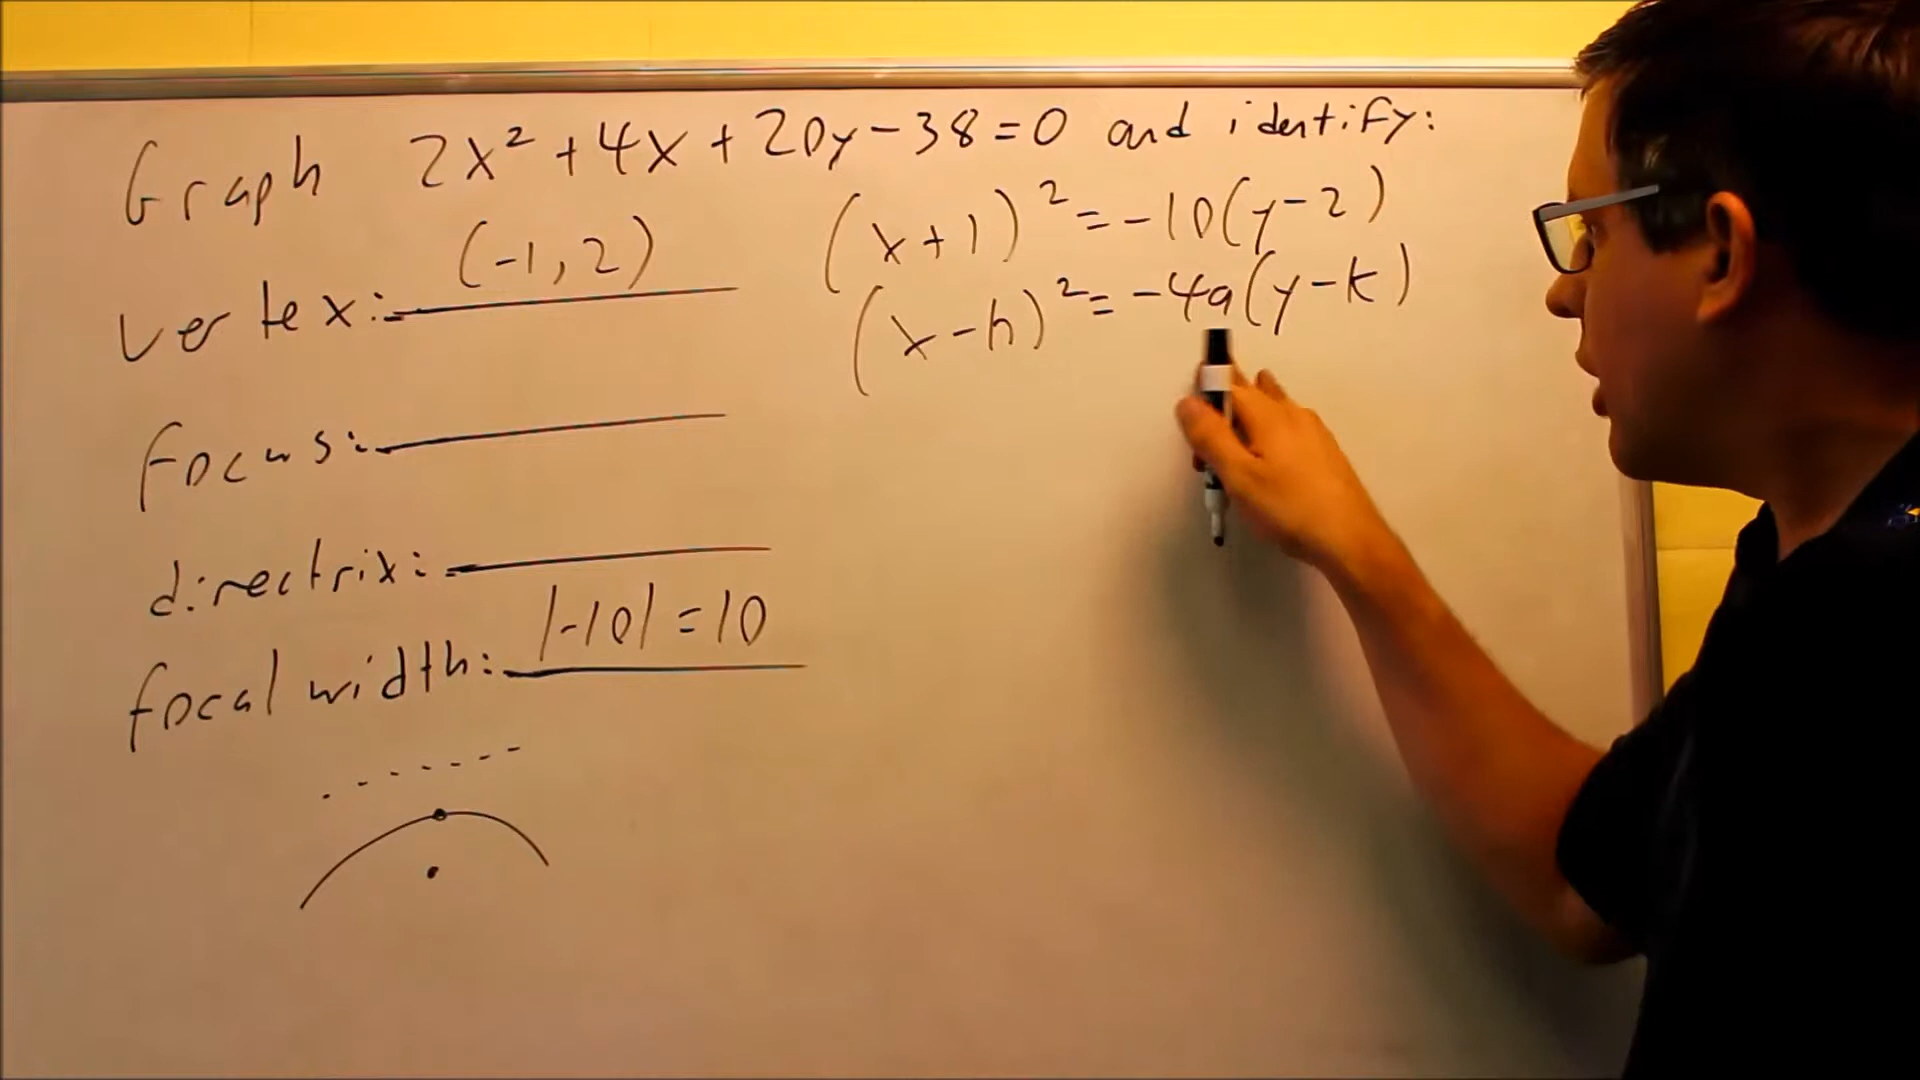 Graph 2x² + 4x + 20y - 38 = 0 and identify:
(x + 1)² = -10(y - 2)
(x - h)² = -4a(y - k)
vertex: (-1, 2)
focus:
directrix:
focal width: |-10| = 10